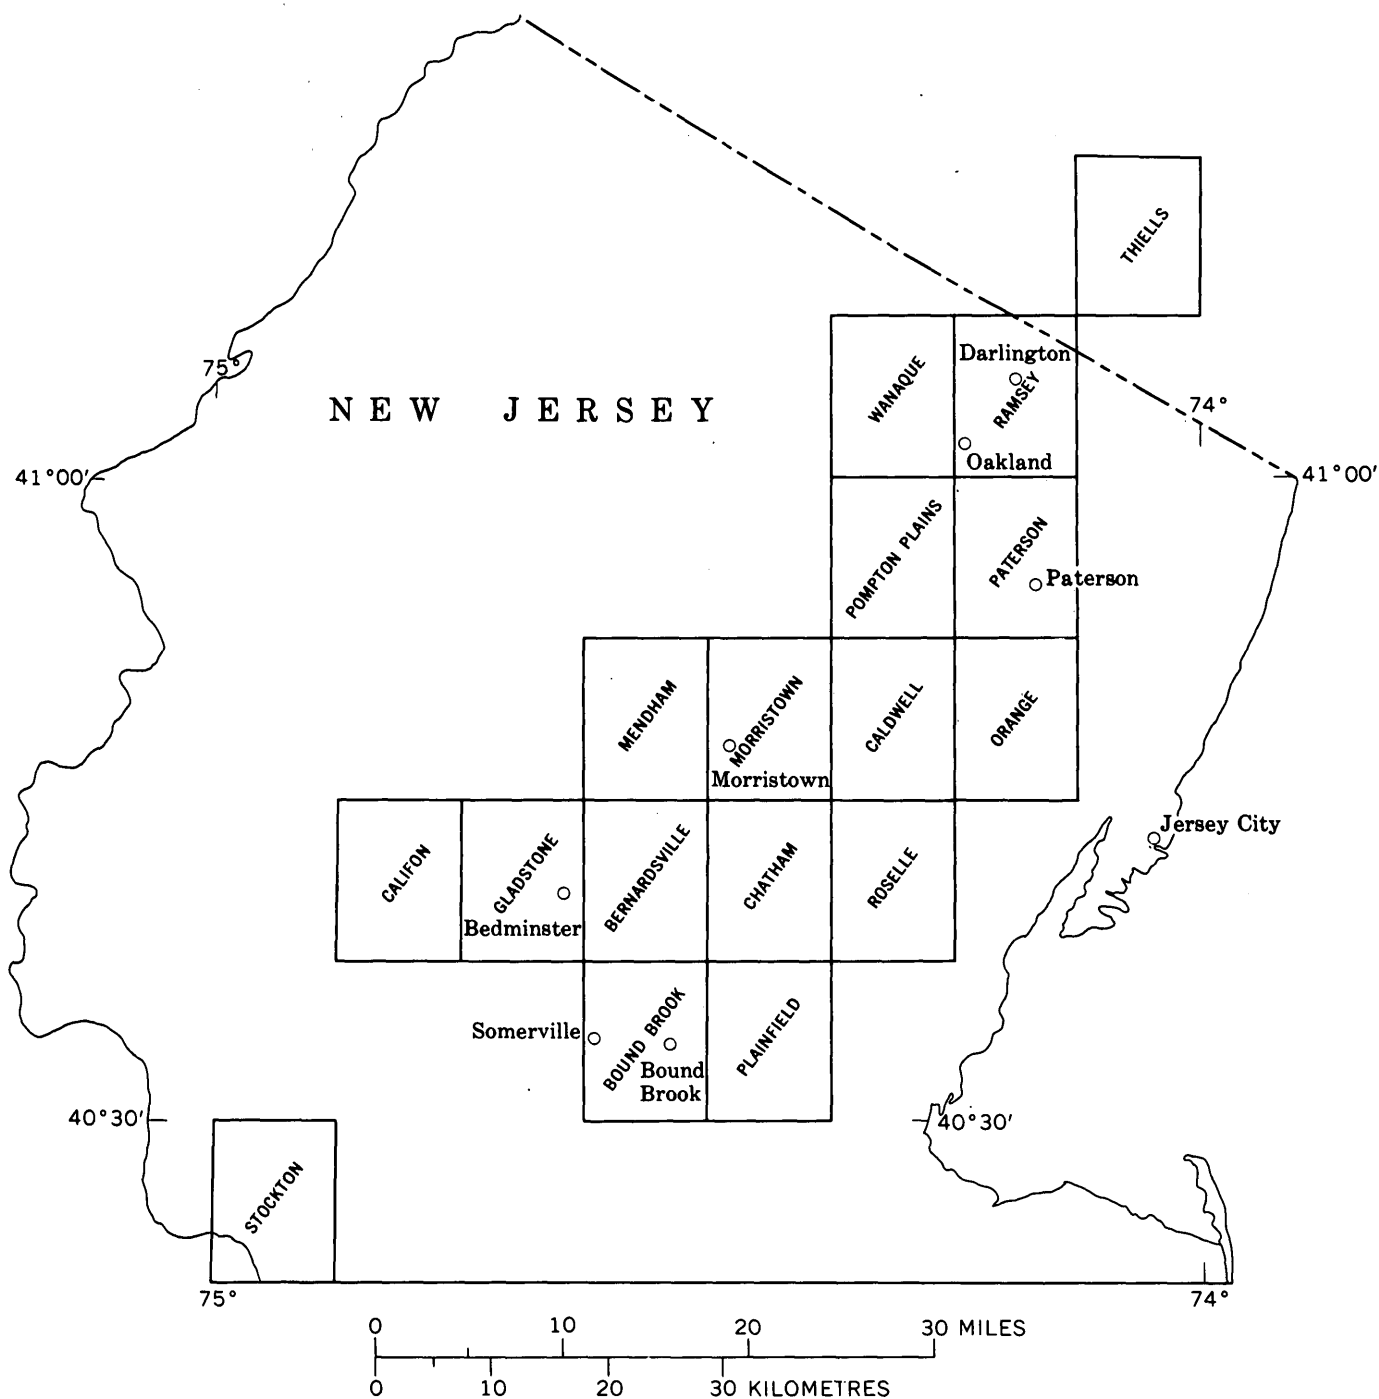 THIELLS
Darlington
75°
WANAQUE
RAMSEY
NEW JERSEY
74°
Oakland
41°00′
41°00′
POMPTON PLAINS
PATERSON
Paterson
MENDHAM
MORRISTOWN
CALDWELL
ORANGE
Morristown
Jersey City
CALIFON
GLADSTONE
BERNARDSVILLE
CHATHAM
ROSELLE
Bedminster
Somerville
BOUND BROOK
PLAINFIELD
Bound
Brook
40°30′
40°30′
STOCKTON
75°
74°
0 10 20 30 MILES
0 10 20 30 KILOMETRES